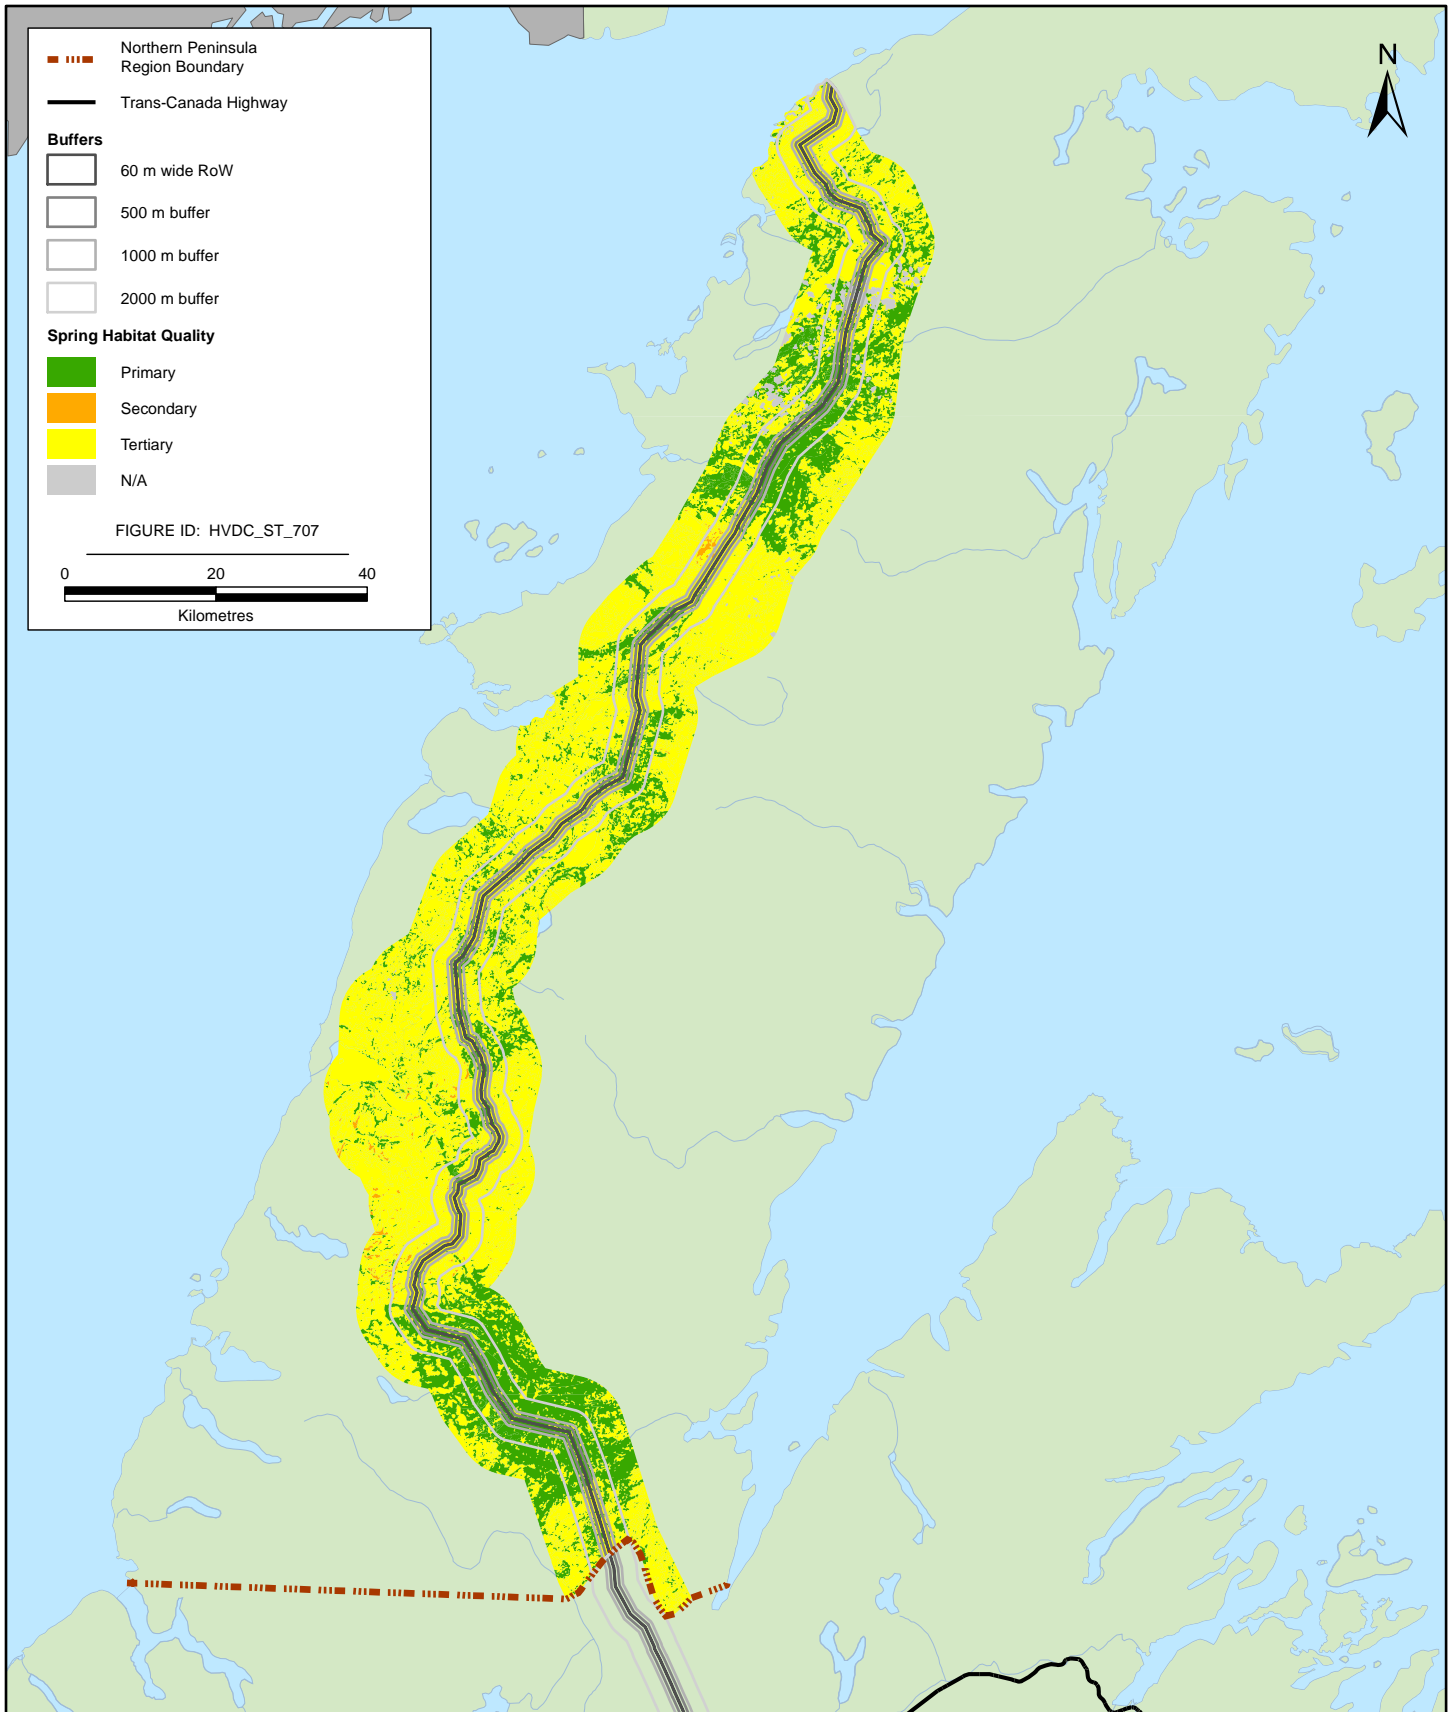 Northern Peninsula
Region Boundary
Trans-Canada Highway
Buffers
60 m wide RoW
500 m buffer
1000 m buffer
2000 m buffer
Spring Habitat Quality
Primary
Secondary
Tertiary
N/A
FIGURE ID: HVDC_ST_707
0 20 40
Kilometres
N